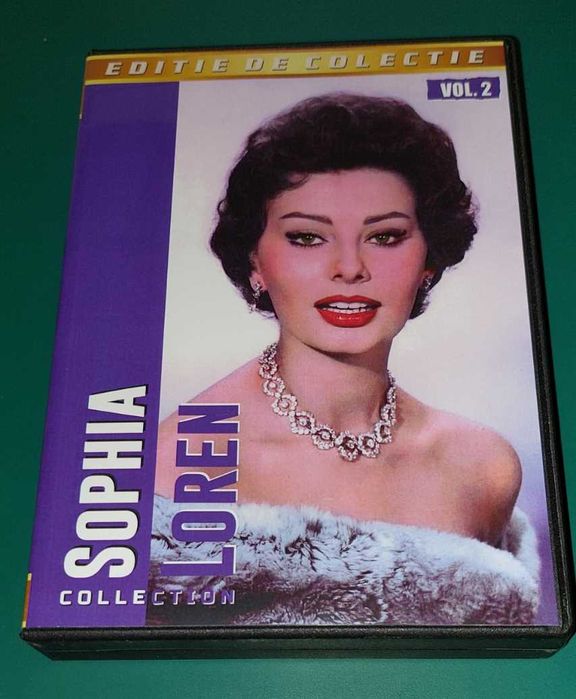 EDITIE DE COLECTIE
VOL. 2
SOPHIA
LOREN
COLLECTION